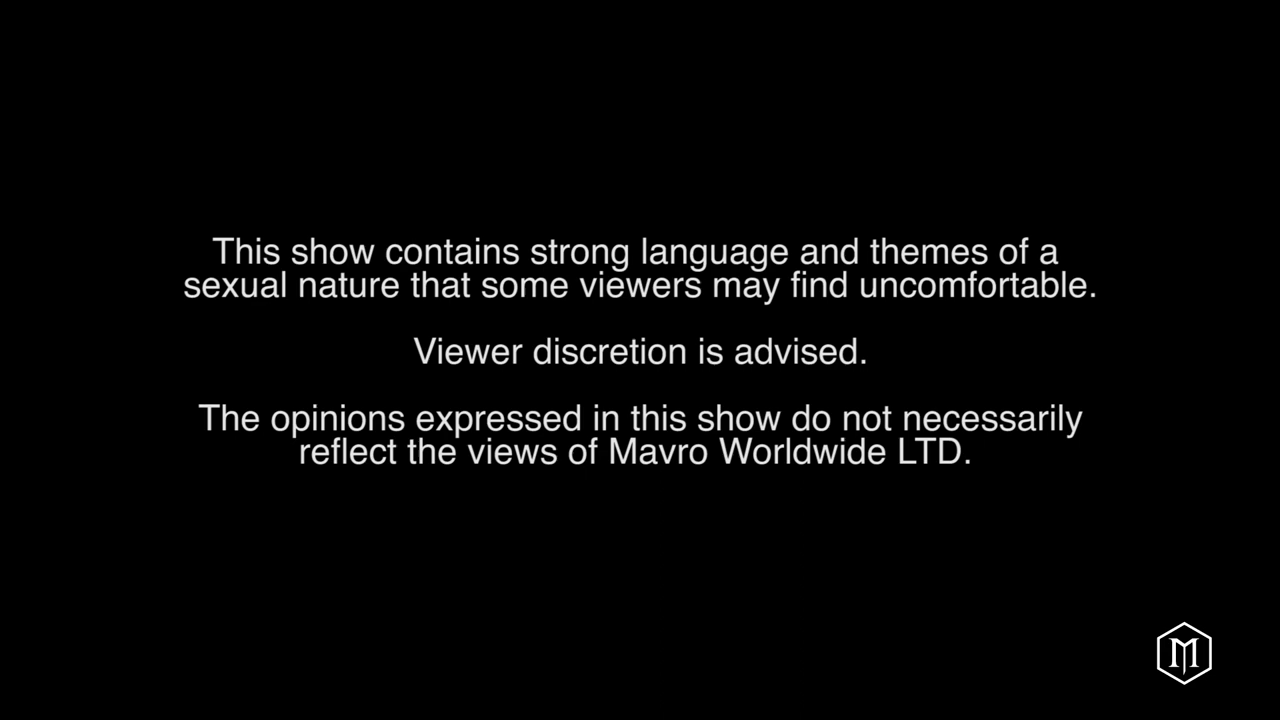 This show contains strong language and themes of a
sexual nature that some viewers may find uncomfortable.
Viewer discretion is advised.
The opinions expressed in this show do not necessarily
reflect the views of Mavro Worldwide LTD.
M